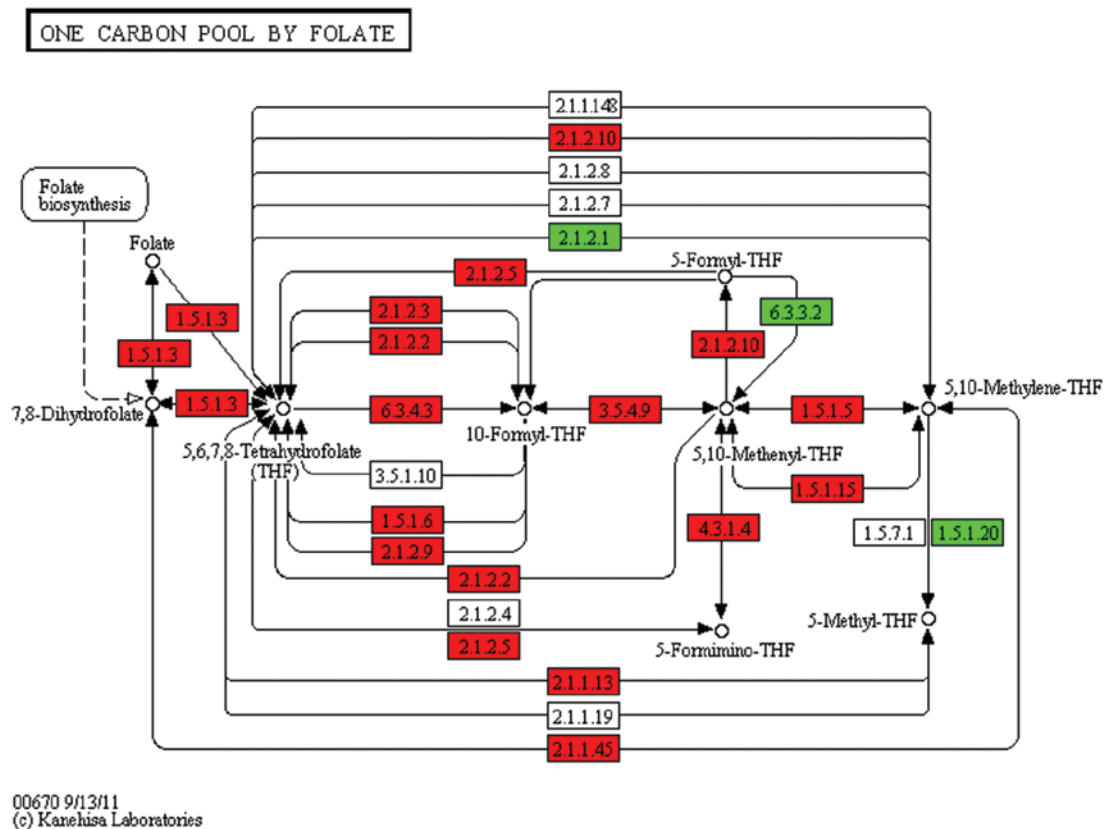 ONE CARBON POOL BY FOLATE
2.1.1.148
2.1.2.10
2.1.2.8
2.1.2.7
2.1.2.1
Folate
biosynthesis
Folate
5-Formyl-THF
2.1.2.5
6.3.3.2
2.1.2.3
1.5.1.3
2.1.2.2
2.1.2.10
1.5.1.3
5,10-Methylene-THF
1.5.1.3
6.3.4.3
3.5.4.9
1.5.1.5
7,8-Dihydrofolate
10-Formyl-THF
5,6,7,8-Tetrahydrofolate
(THF)
5,10-Methenyl-THF
3.5.1.10
1.5.1.15
1.5.1.6
4.3.1.4
1.5.7.1
1.5.1.20
2.1.2.9
2.1.2.2
2.1.2.4
5-Methyl-THF
2.1.2.5
5-Formimino-THF
2.1.1.13
2.1.1.19
2.1.1.45
00670 9/13/11
(c) Kanehisa Laboratories